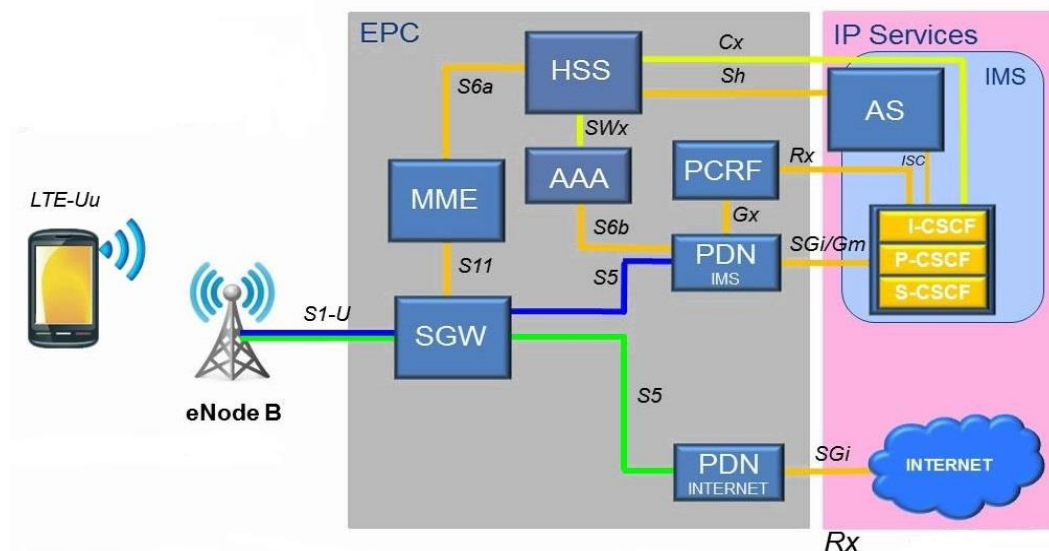 EPC
IP Services
Cx
IMS
HSS
Sh
S6a
AS
SWx
Rx
ISC
PCRF
AAA
MME
LTE-Uu
Gx
S6b
I-CSCF
SGi/Gm
PDN
IMS
P-CSCF
S11
S5
S-CSCF
S1-U
SGW
eNode B
S5
PDN
INTERNET
SGi
INTERNET
Rx